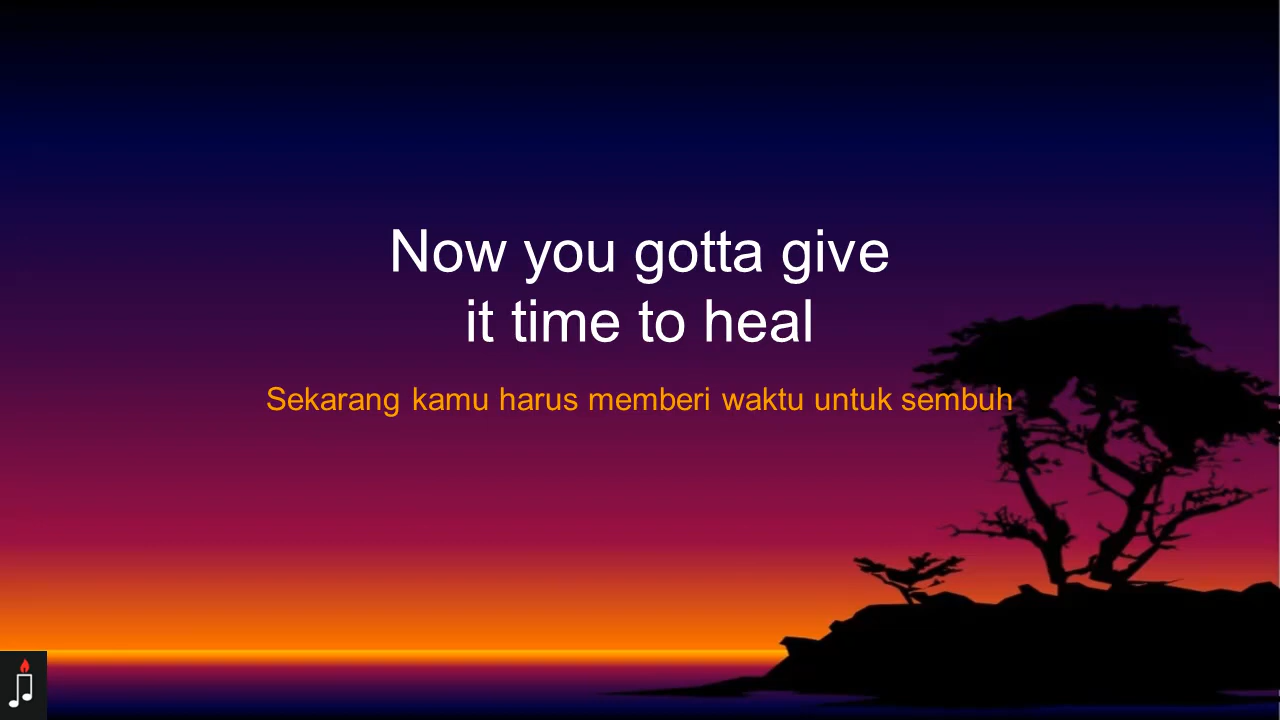 Now you gotta give
it time to heal
Sekarang kamu harus memberi waktu untuk sembuh